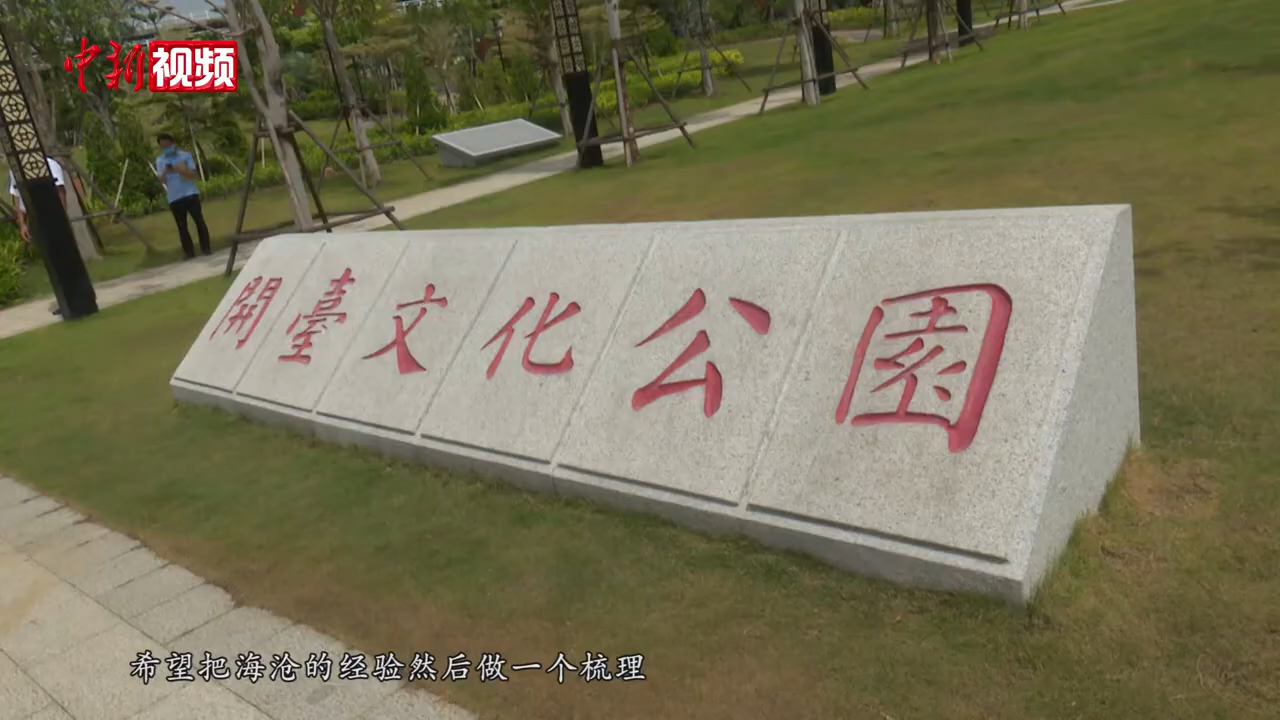 中新视频
開臺文化公園
希望把海沧的经验然后做一个梳理